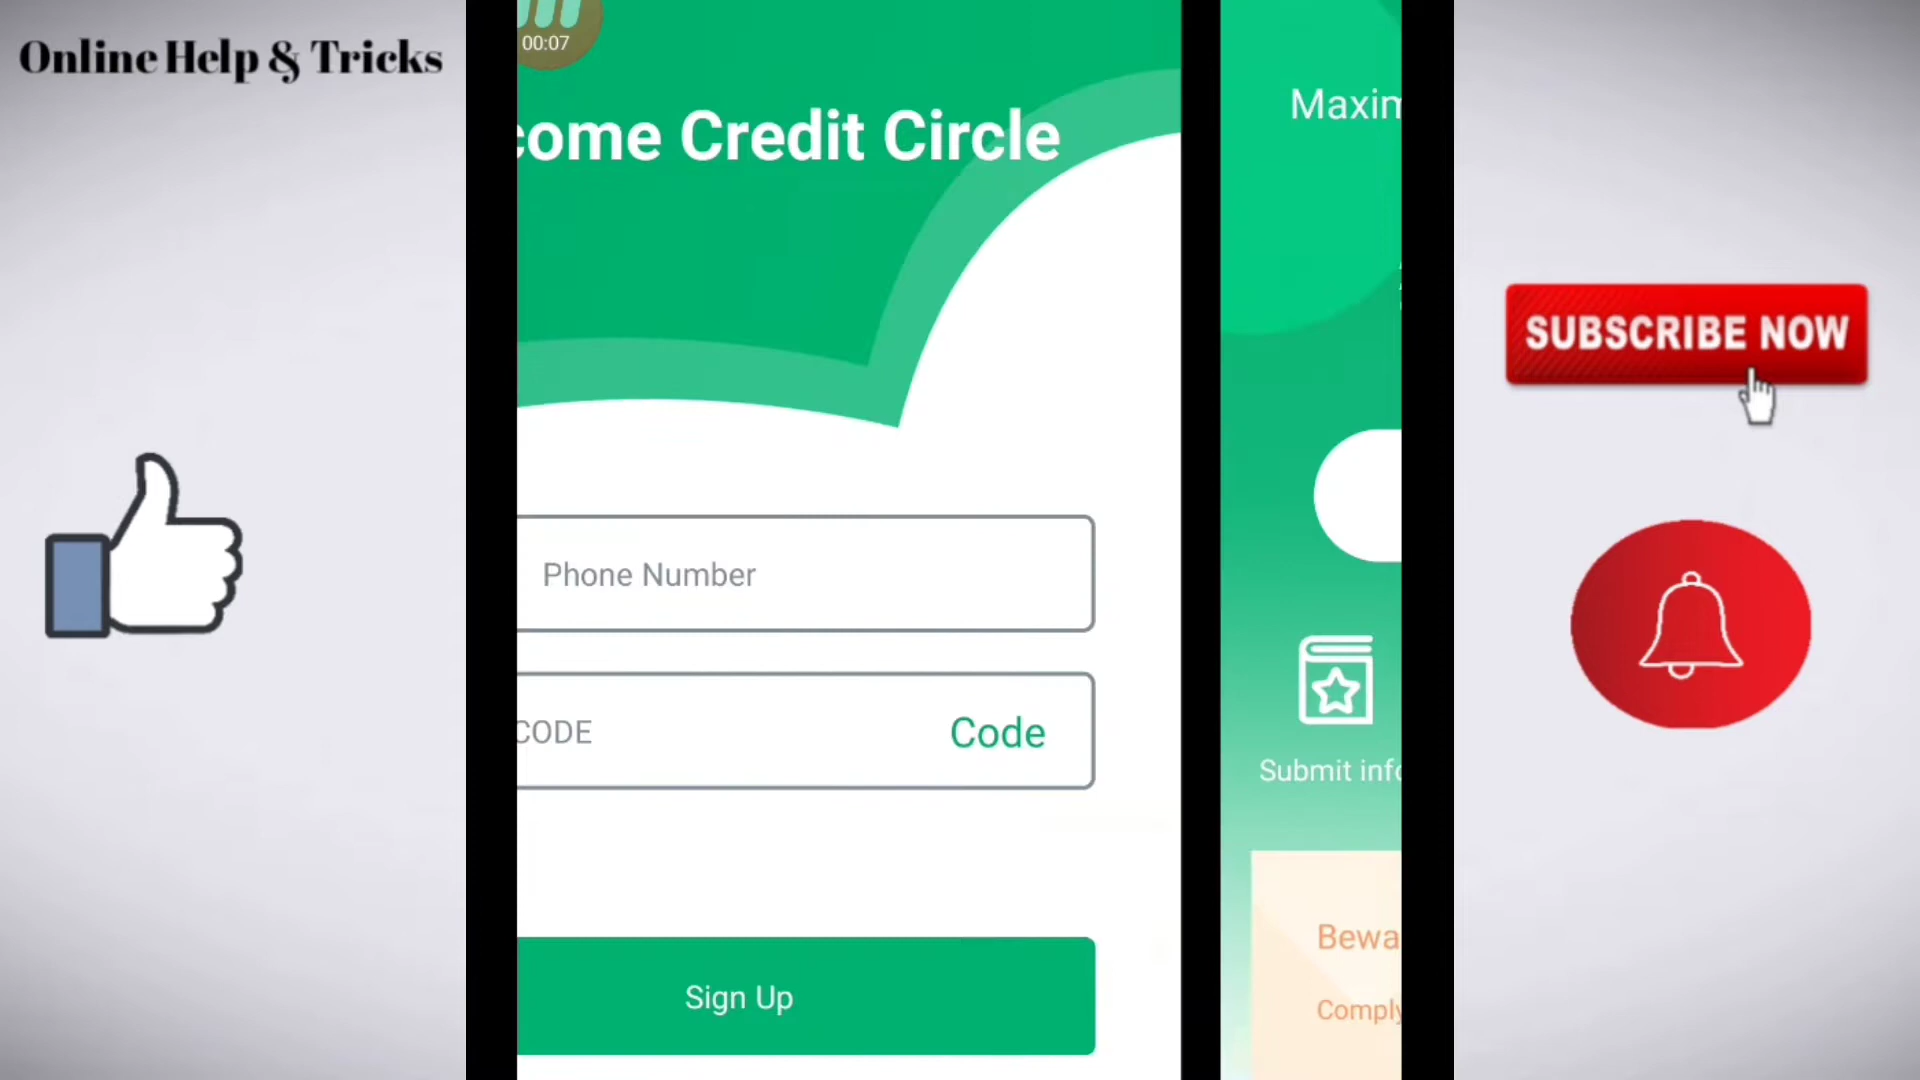 Online Help & Tricks
00:07
come Credit Circle
Phone Number
CODE
Code
Sign Up
Maxim
Submit info
Bewa
Comply
SUBSCRIBE NOW